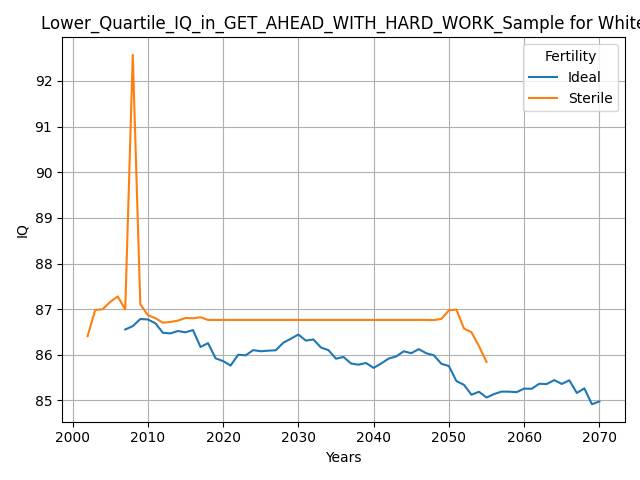 Lower_Quartile_IQ_in_GET_AHEAD_WITH_HARD_WORK_Sample for White
Fertility
Ideal
Sterile
92
91
90
89
88
87
86
85
IQ
2000
2010
2020
2030
2040
2050
2060
2070
Years